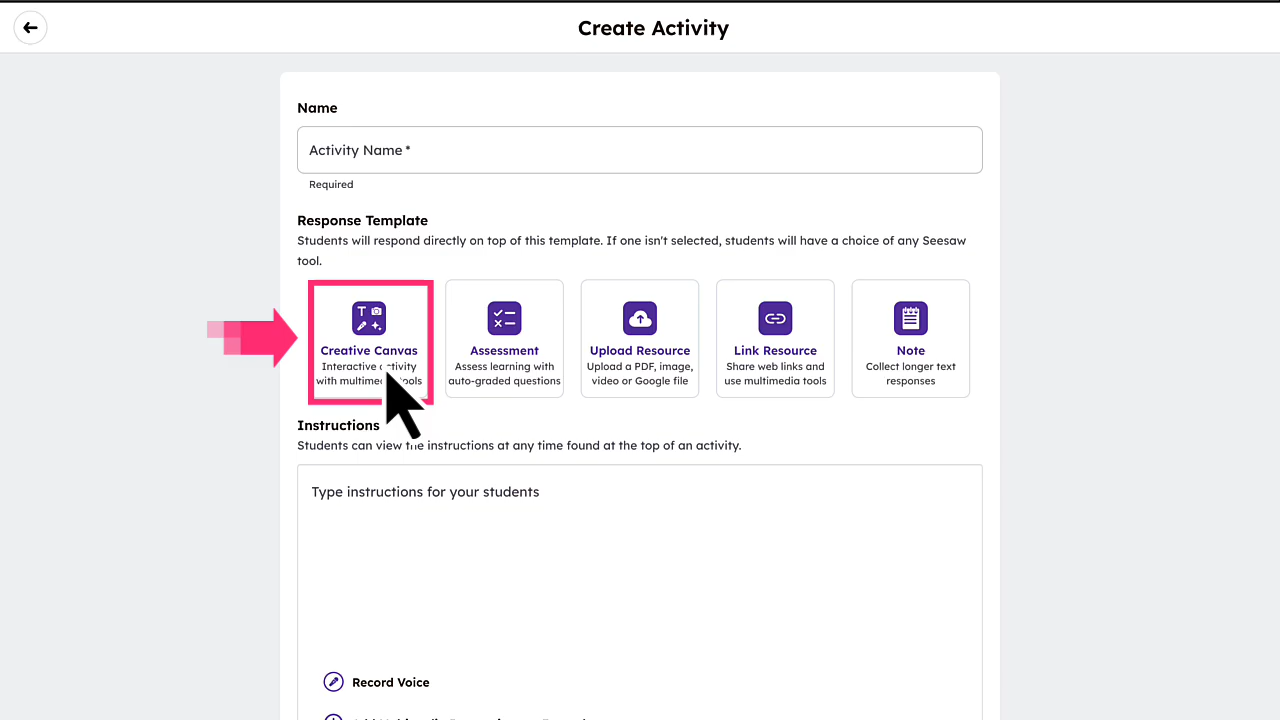 Create Activity
Name
Activity Name *
Required
Response Template
Students will respond directly on top of this template. If one isn't selected, students will have a choice of any Seesaw
tool.
T
Creative Canvas
Interactive activity
with multimedia tools
Assessment
Assess learning with
auto-graded questions
Upload Resource
Upload a PDF, image,
video or Google file
Link Resource
Share web links and
use multimedia tools
Note
Collect longer text
responses
Instructions
Students can view the instructions at any time found at the top of an activity.
Type instructions for your students
Record Voice